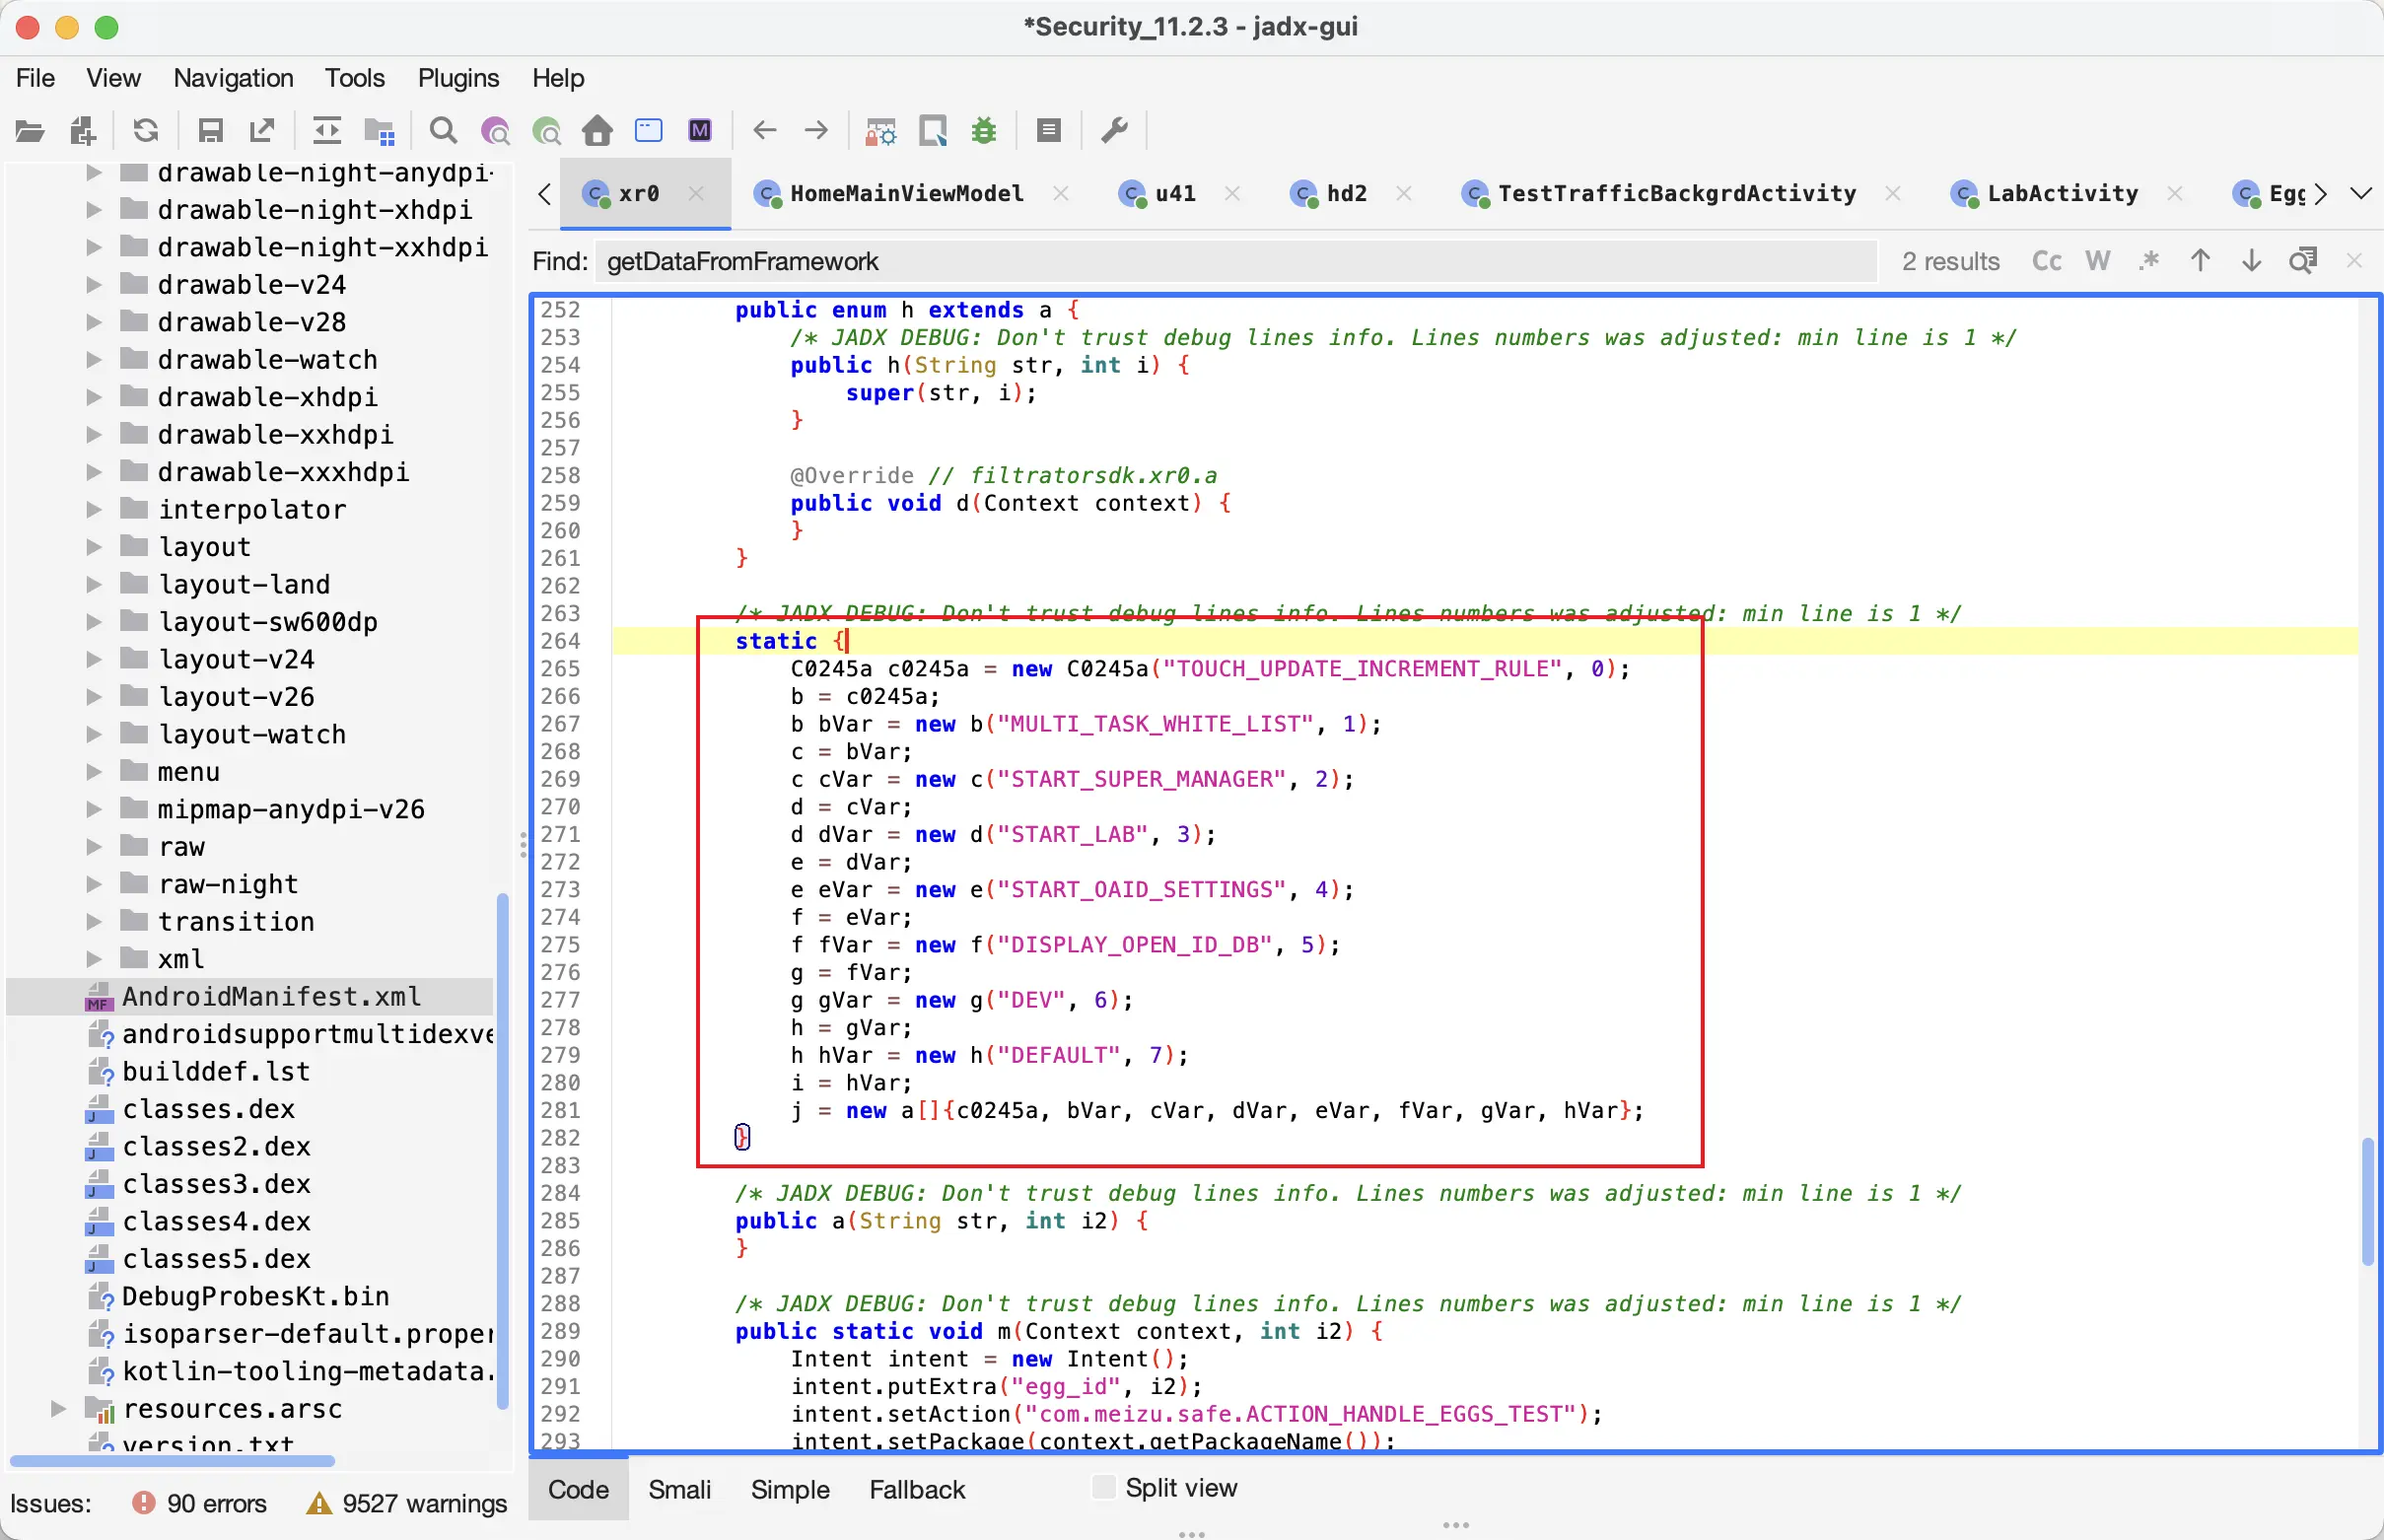 *Security_11.2.3 - jadx-gui
File View Navigation Tools Plugins Help
drawable-night-anydpi-
drawable-night-xhdpi
drawable-night-xxhdpi
drawable-v24
drawable-v28
drawable-watch
drawable-xhdpi
drawable-xxhdpi
drawable-xxxhdpi
interpolator
layout
layout-land
layout-sw600dp
layout-v24
layout-v26
layout-watch
menu
mipmap-anydpi-v26
raw
raw-night
transition
xml
MF AndroidManifest.xml
androidsupportmultidexve
builddef.lst
classes.dex
classes2.dex
classes3.dex
classes4.dex
classes5.dex
DebugProbesKt.bin
isoparser-default.proper
kotlin-tooling-metadata.
resources.arsc
version.txt
Issues: 90 errors 9527 warnings
xr0 HomeMainViewModel u41 hd2 TestTrafficBackgrdActivity LabActivity Egg
Find: getDataFromFramework 2 results Cc W .*
252 public enum h extends a {
253 /* JADX DEBUG: Don't trust debug lines info. Lines numbers was adjusted: min line is 1 */
254 public h(String str, int i) {
255 super(str, i);
256 }
257
258 @Override // filtratorsdk.xr0.a
259 public void d(Context context) {
260 }
261 }
262
263 /* JADX DEBUG: Don't trust debug lines info. Lines numbers was adjusted: min line is 1 */
264 static {
265 C0245a c0245a = new C0245a("TOUCH_UPDATE_INCREMENT_RULE", 0);
266 b = c0245a;
267 b bVar = new b("MULTI_TASK_WHITE_LIST", 1);
268 c = bVar;
269 c cVar = new c("START_SUPER_MANAGER", 2);
270 d = cVar;
271 d dVar = new d("START_LAB", 3);
272 e = dVar;
273 e eVar = new e("START_OAID_SETTINGS", 4);
274 f = eVar;
275 f fVar = new f("DISPLAY_OPEN_ID_DB", 5);
276 g = fVar;
277 g gVar = new g("DEV", 6);
278 h = gVar;
279 h hVar = new h("DEFAULT", 7);
280 i = hVar;
281 j = new a[]{c0245a, bVar, cVar, dVar, eVar, fVar, gVar, hVar};
282 }
283
284 /* JADX DEBUG: Don't trust debug lines info. Lines numbers was adjusted: min line is 1 */
285 public a(String str, int i2) {
286 }
287
288 /* JADX DEBUG: Don't trust debug lines info. Lines numbers was adjusted: min line is 1 */
289 public static void m(Context context, int i2) {
290 Intent intent = new Intent();
291 intent.putExtra("egg_id", i2);
292 intent.setAction("com.meizu.safe.ACTION_HANDLE_EGGS_TEST");
293 intent.setPackage(context.getPackageName());
Code Smali Simple Fallback Split view